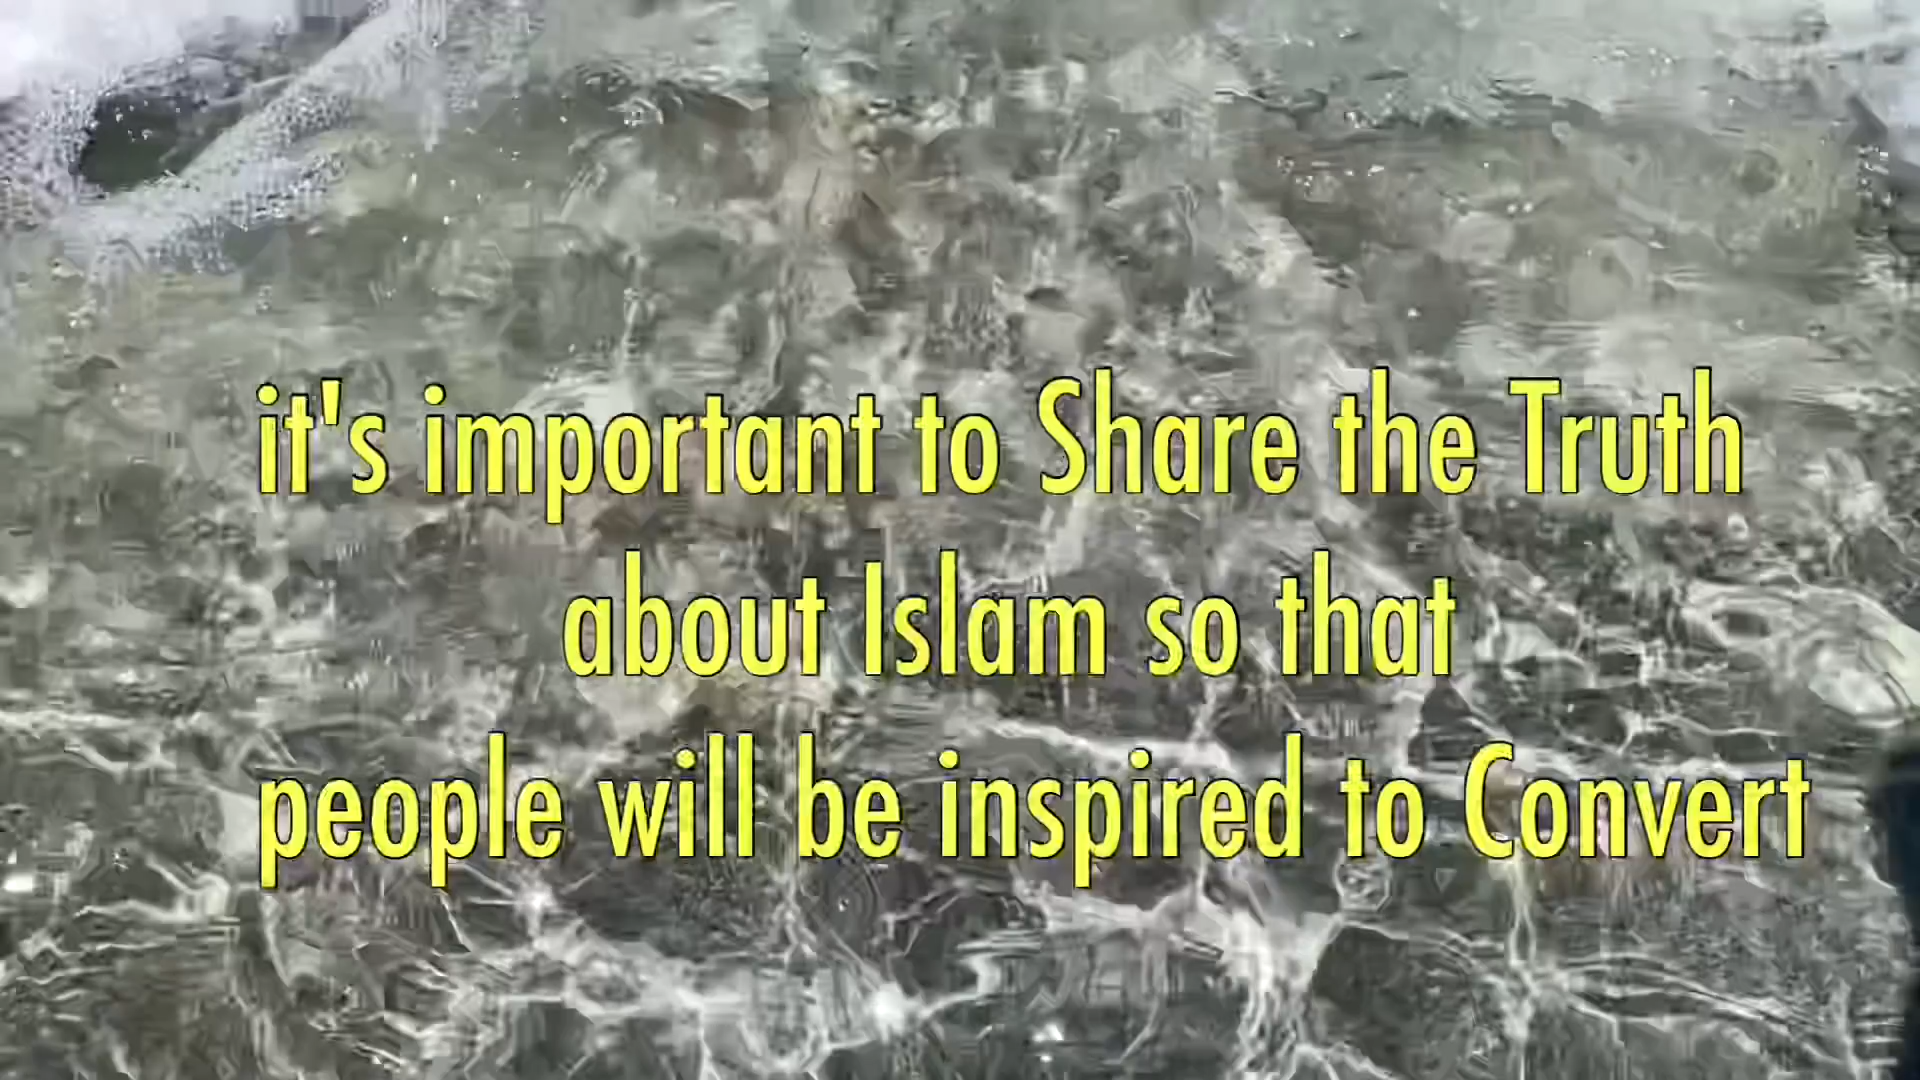 it's important to Share the Truth
about Islam so that
people will be inspired to Convert